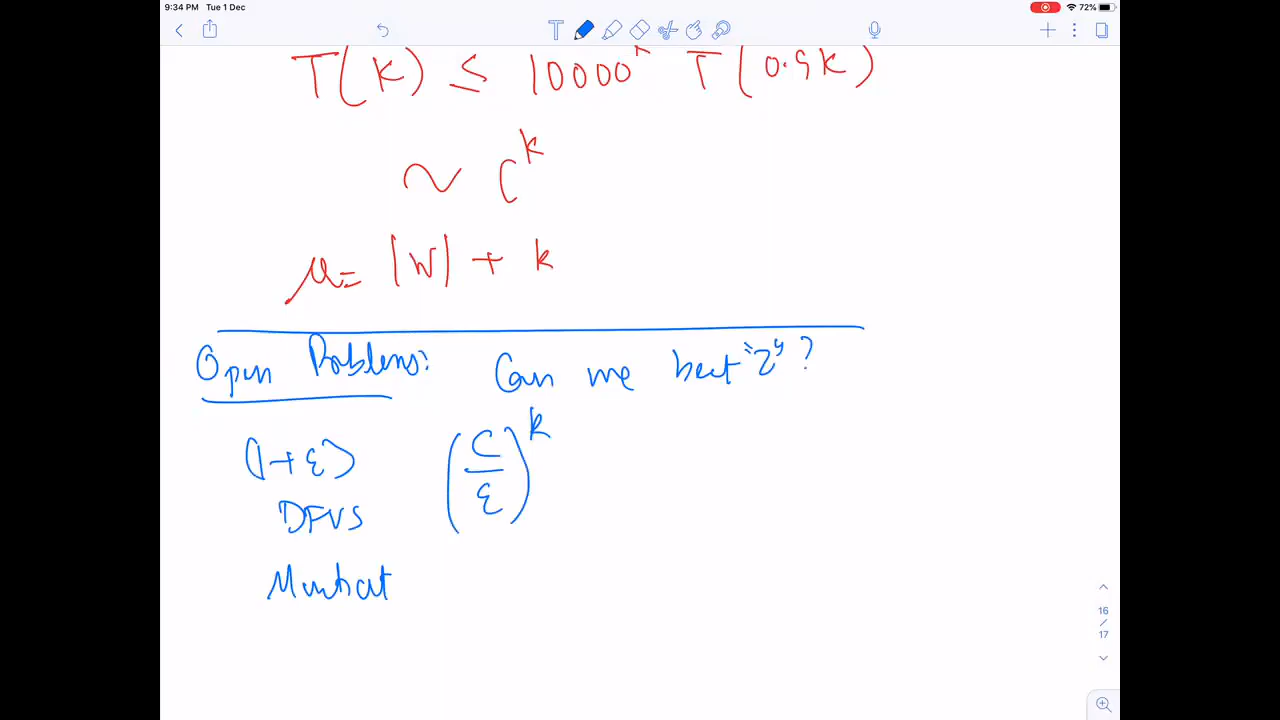 9:34 PM Tue 1 Dec
72%
T(K) ≤ 10000^k T(0.9K)
~ C^k
μ = |W| + k
Open Problems: Can we beat "2"?
(1+ε) (C/ε)^k
DFVS
16
/
17